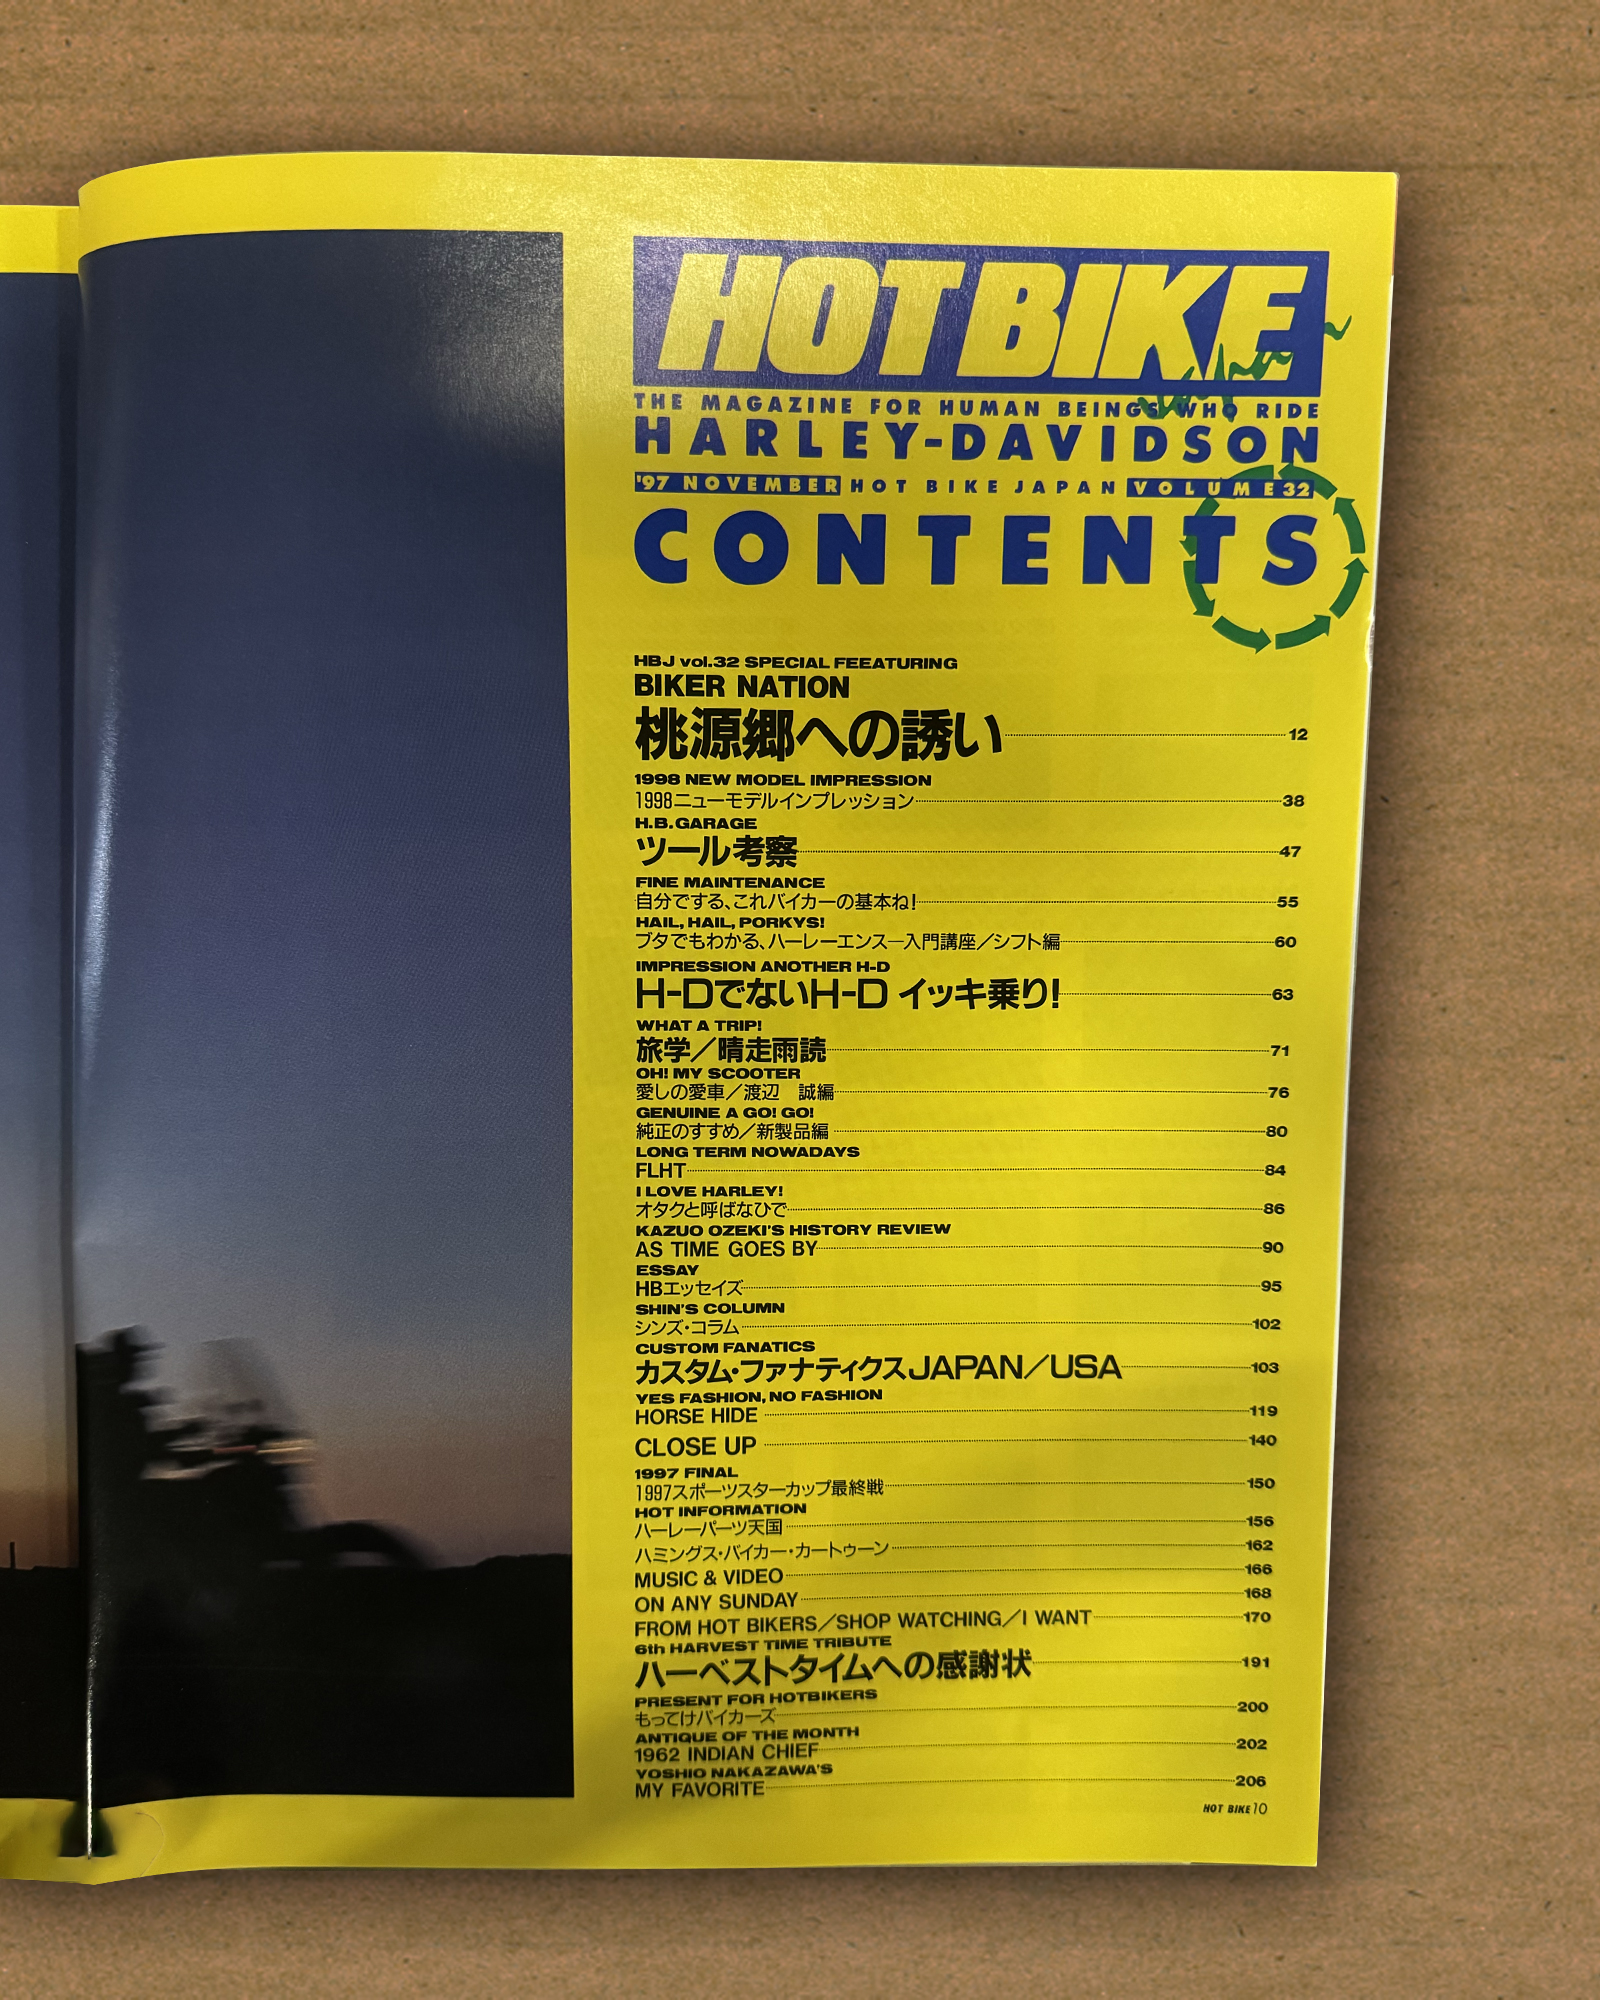 HOT BIKE
THE MAGAZINE FOR HUMAN BEINGS WHO RIDE
HARLEY-DAVIDSON
'97 NOVEMBER HOT BIKE JAPAN VOLUME 32
CONTENTS
HBJ vol.32 SPECIAL FEEATURING
BIKER NATION
桃源郷への誘い 12
1998 NEW MODEL IMPRESSION
1998ニューモデルインプレッション 38
H.B.GARAGE
ツール考察 47
FINE MAINTENANCE
自分でする、これバイカーの基本ね! 55
HAIL, HAIL, PORKYS!
ブタでもわかる、ハーレーエンスー入門講座／シフト編 60
IMPRESSION ANOTHER H-D
H-DでないH-D イッキ乗り! 63
WHAT A TRIP!
旅学／晴走雨読 71
OH! MY SCOOTER
愛しの愛車／渡辺　誠編 76
GENUINE A GO! GO!
純正のすすめ／新製品編 80
LONG TERM NOWADAYS
FLHT 84
I LOVE HARLEY!
オタクと呼ばなひで 86
KAZUO OZEKI'S HISTORY REVIEW
AS TIME GOES BY 90
ESSAY
HBエッセイズ 95
SHIN'S COLUMN
シンズ・コラム 102
CUSTOM FANATICS
カスタム・ファナティクスJAPAN／USA 103
YES FASHION, NO FASHION
HORSE HIDE 119
CLOSE UP 140
1997 FINAL
1997スポーツスターカップ最終戦 150
HOT INFORMATION
ハーレーパーツ天国 156
ハミングス・バイカー・カートゥーン 162
MUSIC & VIDEO 166
ON ANY SUNDAY 168
FROM HOT BIKERS／SHOP WATCHING／I WANT 170
6th HARVEST TIME TRIBUTE
ハーベストタイムへの感謝状 191
PRESENT FOR HOTBIKERS
もってけバイカーズ 200
ANTIQUE OF THE MONTH
1962 INDIAN CHIEF 202
YOSHIO NAKAZAWA'S
MY FAVORITE 206
HOT BIKE 10